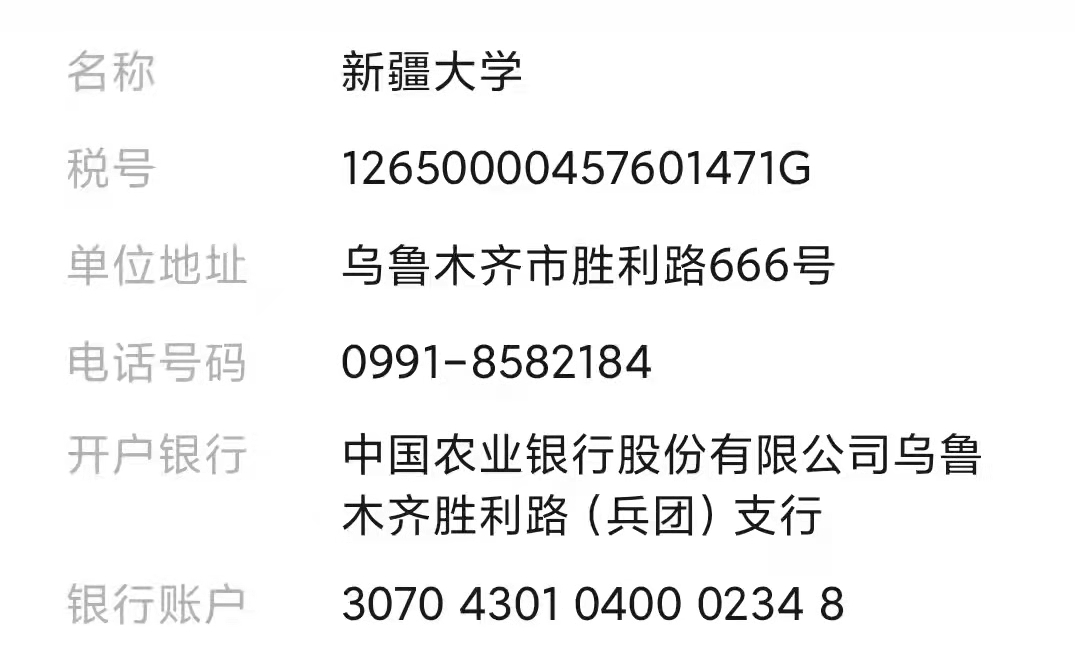 名称 新疆大学
税号 12650000457601471G
单位地址 乌鲁木齐市胜利路666号
电话号码 0991-8582184
开户银行 中国农业银行股份有限公司乌鲁
木齐胜利路（兵团）支行
银行账户 3070 4301 0400 0234 8